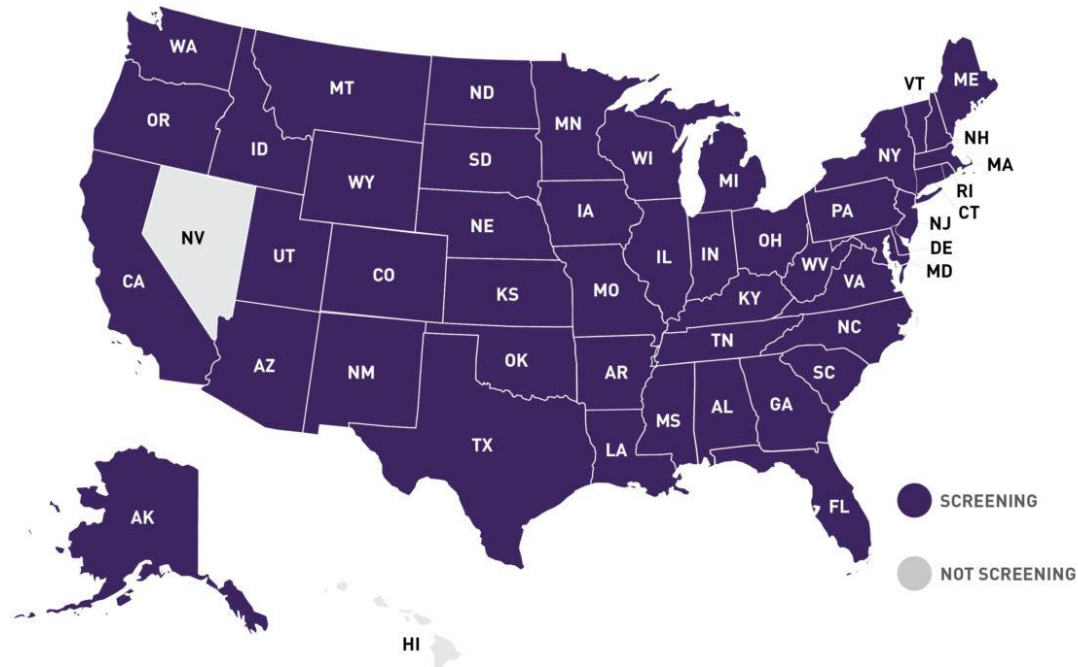 WA
MT
ND
MN
VT
ME
OR
ID
SD
WI
NH
WY
MI
NY
MA
RI
CT
IA
PA
NJ
NV
NE
OH
DE
MD
UT
IL
IN
CA
CO
WV
VA
KS
MO
KY
NC
TN
AZ
NM
OK
AR
SC
MS
AL
GA
TX
LA
FL
SCREENING
AK
NOT SCREENING
HI